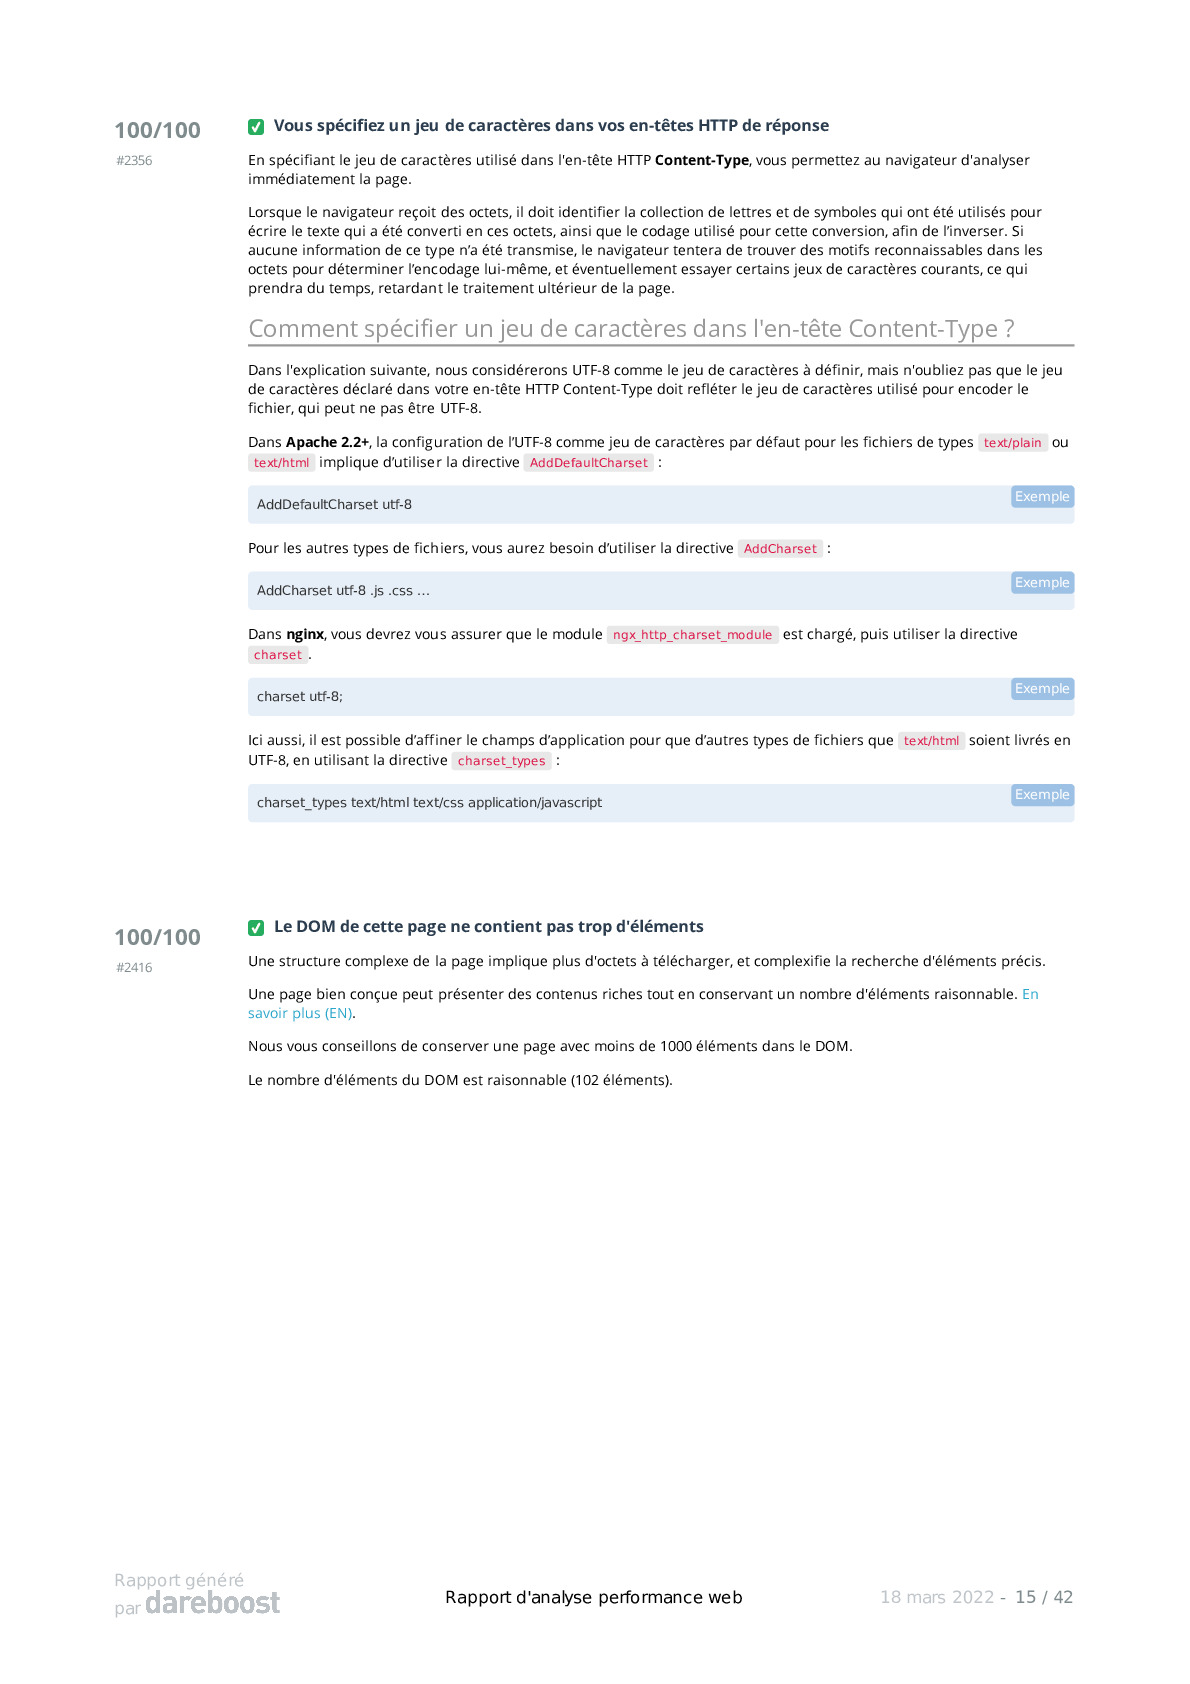 100/100
#2356
Vous spécifiez un jeu de caractères dans vos en-têtes HTTP de réponse
En spécifiant le jeu de caractères utilisé dans l'en-tête HTTP Content-Type, vous permettez au navigateur d'analyser
immédiatement la page.
Lorsque le navigateur reçoit des octets, il doit identifier la collection de lettres et de symboles qui ont été utilisés pour
écrire le texte qui a été converti en ces octets, ainsi que le codage utilisé pour cette conversion, afin de l’inverser. Si
aucune information de ce type n’a été transmise, le navigateur tentera de trouver des motifs reconnaissables dans les
octets pour déterminer l’encodage lui-même, et éventuellement essayer certains jeux de caractères courants, ce qui
prendra du temps, retardant le traitement ultérieur de la page.
Comment spécifier un jeu de caractères dans l'en-tête Content-Type ?
Dans l'explication suivante, nous considérerons UTF-8 comme le jeu de caractères à définir, mais n'oubliez pas que le jeu
de caractères déclaré dans votre en-tête HTTP Content-Type doit refléter le jeu de caractères utilisé pour encoder le
fichier, qui peut ne pas être UTF-8.
Dans Apache 2.2+, la configuration de l’UTF-8 comme jeu de caractères par défaut pour les fichiers de types text/plain ou
text/html implique d’utiliser la directive AddDefaultCharset :
Exemple
AddDefaultCharset utf-8
Pour les autres types de fichiers, vous aurez besoin d’utiliser la directive AddCharset :
Exemple
AddCharset utf-8 .js .css …
Dans nginx, vous devrez vous assurer que le module ngx_http_charset_module est chargé, puis utiliser la directive
charset .
Exemple
charset utf-8;
Ici aussi, il est possible d’affiner le champs d’application pour que d’autres types de fichiers que text/html soient livrés en
UTF-8, en utilisant la directive charset_types :
Exemple
charset_types text/html text/css application/javascript
100/100
#2416
Le DOM de cette page ne contient pas trop d'éléments
Une structure complexe de la page implique plus d'octets à télécharger, et complexifie la recherche d'éléments précis.
Une page bien conçue peut présenter des contenus riches tout en conservant un nombre d'éléments raisonnable. En
savoir plus (EN).
Nous vous conseillons de conserver une page avec moins de 1000 éléments dans le DOM.
Le nombre d'éléments du DOM est raisonnable (102 éléments).
Rapport généré
par dareboost
Rapport d'analyse performance web
18 mars 2022 - 15 / 42